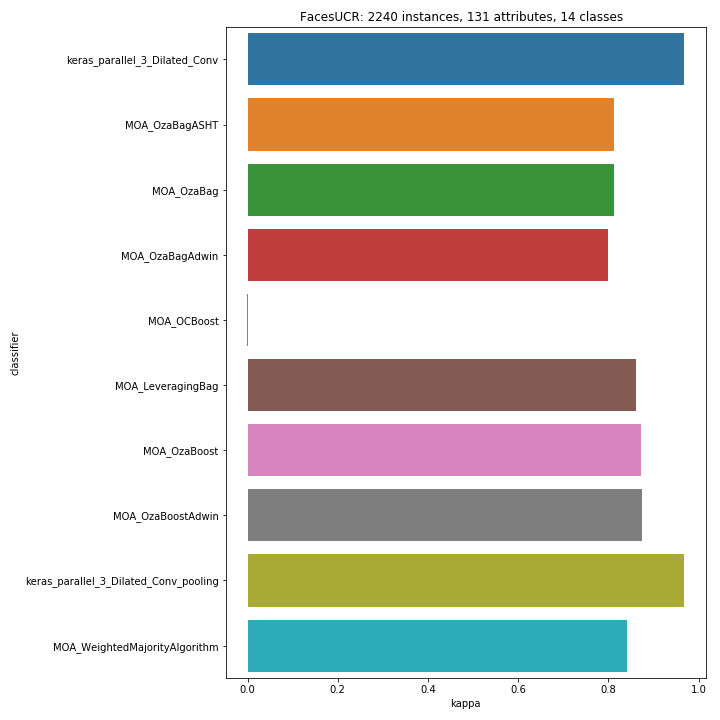 FacesUCR: 2240 instances, 131 attributes, 14 classes
keras_parallel_3_Dilated_Conv
MOA_OzaBagASHT
MOA_OzaBag
MOA_OzaBagAdwin
MOA_OCBoost
classifier
MOA_LeveragingBag
MOA_OzaBoost
MOA_OzaBoostAdwin
keras_parallel_3_Dilated_Conv_pooling
MOA_WeightedMajorityAlgorithm
0.0 0.2 0.4 0.6 0.8 1.0
kappa